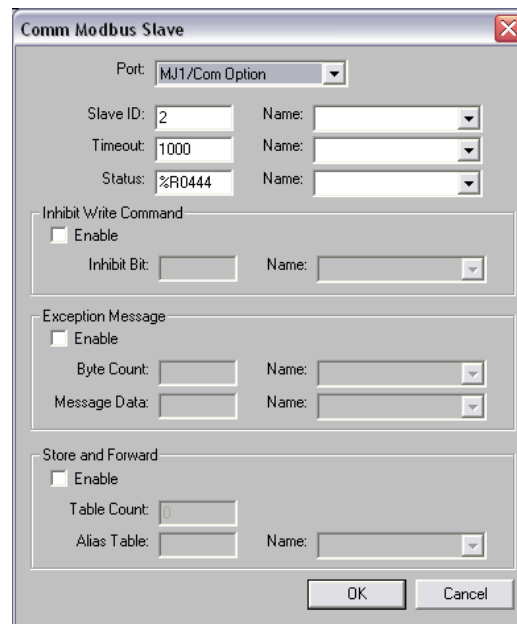 Comm Modbus Slave
Port: MJ1/Com Option
Slave ID: 2 Name:
Timeout: 1000 Name:
Status: %R0444 Name:
Inhibit Write Command
Enable
Inhibit Bit: Name:
Exception Message
Enable
Byte Count: Name:
Message Data: Name:
Store and Forward
Enable
Table Count: 0
Alias Table: Name:
OK Cancel